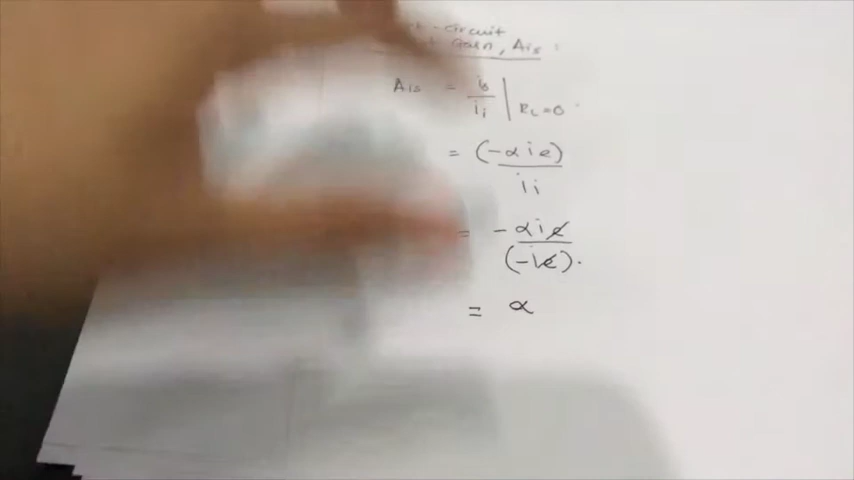 circuit
gain, Ais :
Ais = io/ii | RL=0
= (-αie)/ii
= -αie/(-ie).
= α